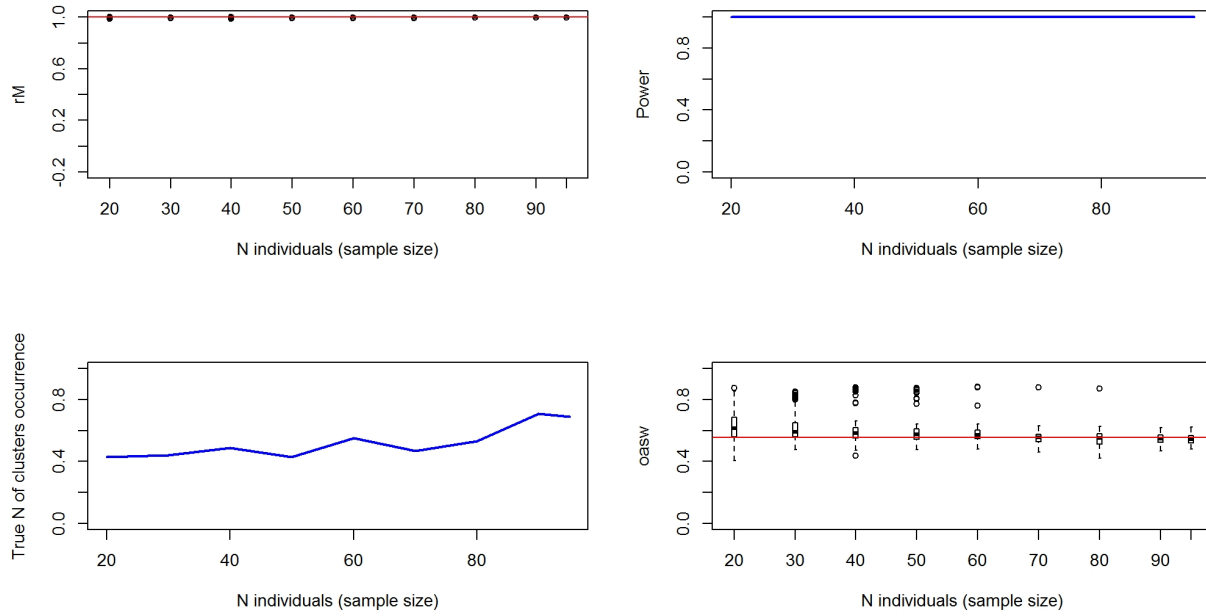 rM
-0.2 0.2 0.6 1.0
20 30 40 50 60 70 80 90
N individuals (sample size)
Power
0.0 0.4 0.8
20 40 60 80
N individuals (sample size)
True N of clusters occurrence
0.0 0.4 0.8
20 40 60 80
N individuals (sample size)
oasw
0.0 0.4 0.8
20 30 40 50 60 70 80 90
N individuals (sample size)